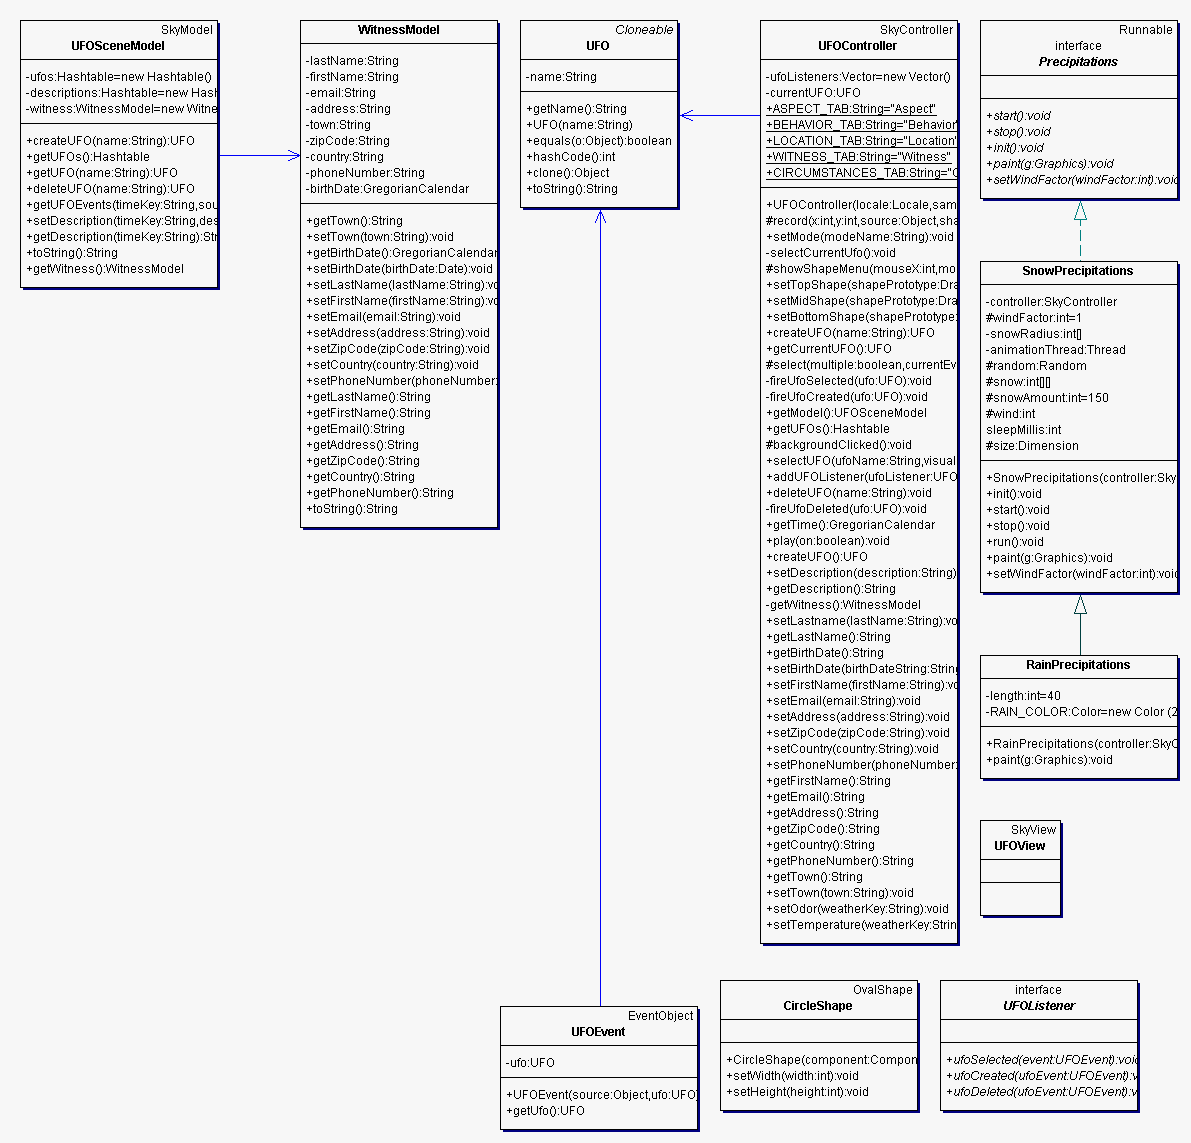 SkyModel
UFOSceneModel
-ufos:Hashtable=new Hashtable()
-descriptions:Hashtable=new Hash
-witness:WitnessModel=new Witne
+createUFO(name:String):UFO
+getUFOs():Hashtable
+getUFO(name:String):UFO
+deleteUFO(name:String):UFO
+getUFOEvents(timeKey:String,sou
+setDescription(timeKey:String,des
+getDescription(timeKey:String):Stri
+toString():String
+getWitness():WitnessModel
WitnessModel
-lastName:String
-firstName:String
-email:String
-address:String
-town:String
-zipCode:String
-country:String
-phoneNumber:String
-birthDate:GregorianCalendar
+getTown():String
+setTown(town:String):void
+getBirthDate():GregorianCalendar
+setBirthDate(birthDate:Date):void
+setLastName(lastName:String):vo
+setFirstName(firstName:String):vo
+setEmail(email:String):void
+setAddress(address:String):void
+setZipCode(zipCode:String):void
+setCountry(country:String):void
+setPhoneNumber(phoneNumber:
+getLastName():String
+getFirstName():String
+getEmail():String
+getAddress():String
+getZipCode():String
+getCountry():String
+getPhoneNumber():String
+toString():String
Cloneable
UFO
-name:String
+getName():String
+UFO(name:String)
+equals(o:Object):boolean
+hashCode():int
+clone():Object
+toString():String
SkyController
UFOController
-ufoListeners:Vector=new Vector()
-currentUFO:UFO
+ASPECT_TAB:String="Aspect"
+BEHAVIOR_TAB:String="Behavior"
+LOCATION_TAB:String="Location"
+WITNESS_TAB:String="Witness"
+CIRCUMSTANCES_TAB:String="C
+UFOController(locale:Locale,sam
#record(x:int,y:int,source:Object,sha
+setMode(modeName:String):void
-selectCurrentUfo():void
#showShapeMenu(mouseX:int,mo
+setTopShape(shapePrototype:Dra
+setMidShape(shapePrototype:Dra
+setBottomShape(shapePrototype:
+createUFO(name:String):UFO
+getCurrentUFO():UFO
#select(multiple:boolean,currentEv
-fireUfoSelected(ufo:UFO):void
-fireUfoCreated(ufo:UFO):void
+getModel():UFOSceneModel
+getUFOs():Hashtable
#backgroundClicked():void
+selectUFO(ufoName:String,visual
+addUFOListener(ufoListener:UFO
+deleteUFO(name:String):void
-fireUfoDeleted(ufo:UFO):void
+getTime():GregorianCalendar
+play(on:boolean):void
+createUFO():UFO
+setDescription(description:String)
+getDescription():String
-getWitness():WitnessModel
+setLastname(lastName:String):vo
+getLastName():String
+getBirthDate():String
+setBirthDate(birthDateString:String
+setFirstName(firstName:String):vo
+setEmail(email:String):void
+setAddress(address:String):void
+setZipCode(zipCode:String):void
+setCountry(country:String):void
+setPhoneNumber(phoneNumber:
+getFirstName():String
+getEmail():String
+getAddress():String
+getZipCode():String
+getCountry():String
+getPhoneNumber():String
+getTown():String
+setTown(town:String):void
+setOdor(weatherKey:String):void
+setTemperature(weatherKey:Strin
Runnable
interface
Precipitations
+start():void
+stop():void
+init():void
+paint(g:Graphics):void
+setWindFactor(windFactor:int):void
SnowPrecipitations
-controller:SkyController
#windFactor:int=1
-snowRadius:int[]
-animationThread:Thread
#random:Random
#snow:int[][]
#snowAmount:int=150
#wind:int
sleepMillis:int
#size:Dimension
+SnowPrecipitations(controller:Sky
+init():void
+start():void
+stop():void
+run():void
+paint(g:Graphics):void
+setWindFactor(windFactor:int):void
RainPrecipitations
-length:int=40
-RAIN_COLOR:Color=new Color (2
+RainPrecipitations(controller:SkyC
+paint(g:Graphics):void
SkyView
UFOView
EventObject
UFOEvent
-ufo:UFO
+UFOEvent(source:Object,ufo:UFO)
+getUfo():UFO
OvalShape
CircleShape
+CircleShape(component:Compon
+setWidth(width:int):void
+setHeight(height:int):void
interface
UFOListener
+ufoSelected(event:UFOEvent):void
+ufoCreated(ufoEvent:UFOEvent):v
+ufoDeleted(ufoEvent:UFOEvent):v